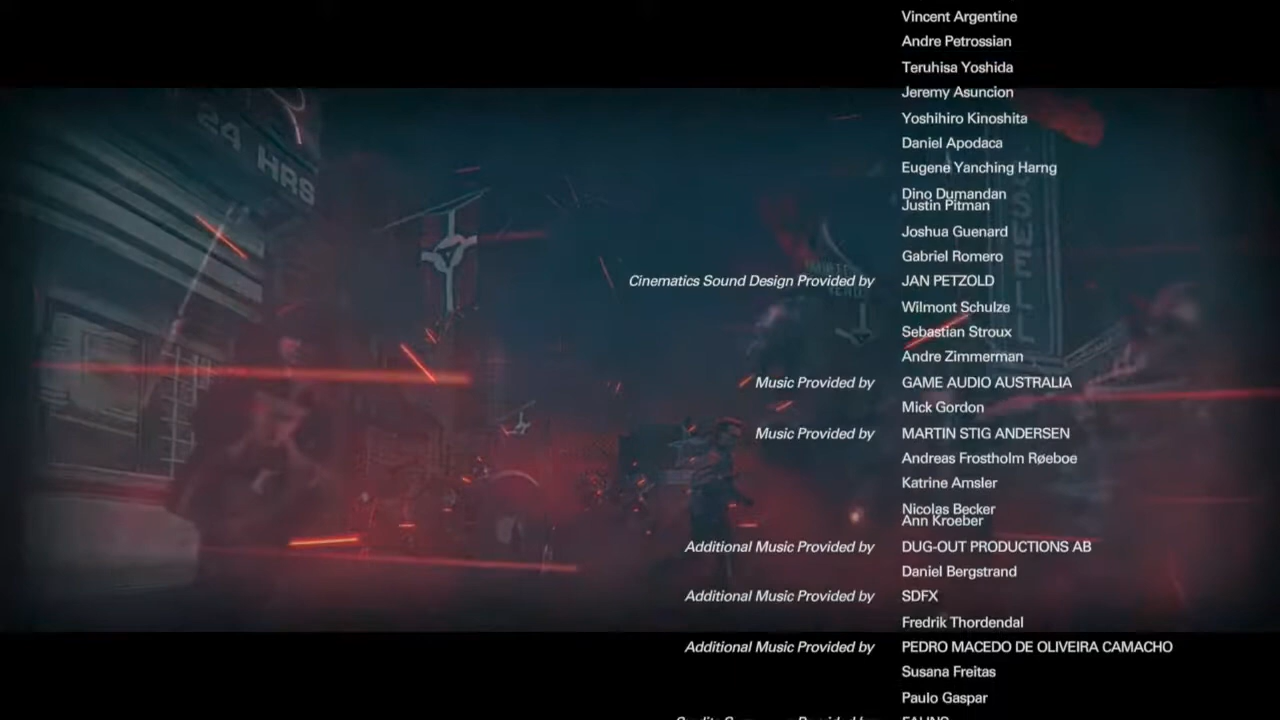 Vincent Argentine
Andre Petrossian
Teruhisa Yoshida
Jeremy Asuncion
Yoshihiro Kinoshita
Daniel Apodaca
Eugene Yanching Harng
Dino Dumandan
Justin Pitman
Joshua Guenard
Gabriel Romero
Cinematics Sound Design Provided by JAN PETZOLD
Wilmont Schulze
Sebastian Stroux
Andre Zimmerman
Music Provided by GAME AUDIO AUSTRALIA
Mick Gordon
Music Provided by MARTIN STIG ANDERSEN
Andreas Frostholm Røeboe
Katrine Amsler
Nicolas Becker
Ann Kroeber
Additional Music Provided by DUG-OUT PRODUCTIONS AB
Daniel Bergstrand
Additional Music Provided by SDFX
Fredrik Thordendal
Additional Music Provided by PEDRO MACEDO DE OLIVEIRA CAMACHO
Susana Freitas
Paulo Gaspar
24 HRS